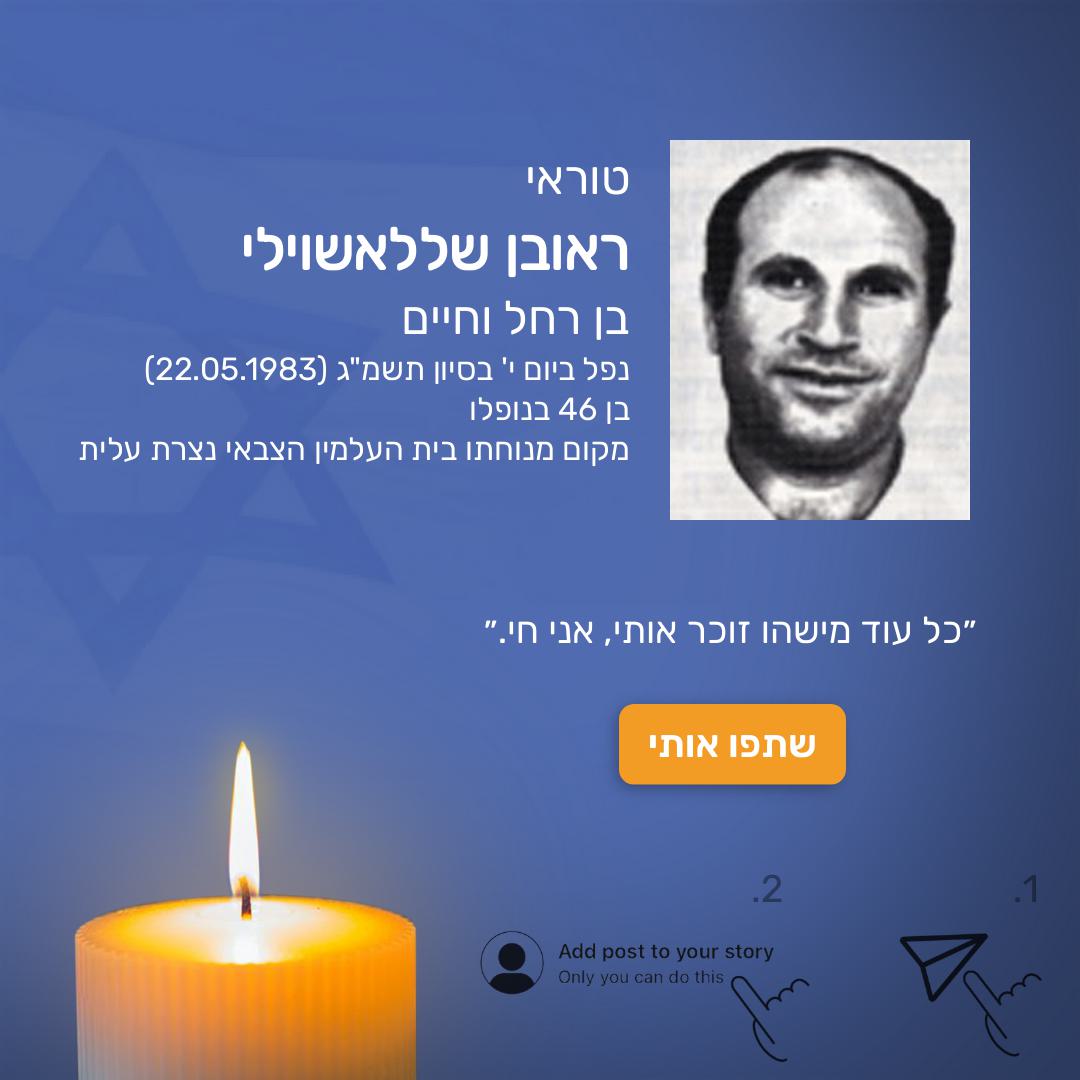 טוראי
ראובן שללאשוילי
בן רחל וחיים
נפל ביום י' בסיון תשמ"ג (22.05.1983)
בן 46 בנופלו
מקום מנוחתו בית העלמין הצבאי נצרת עלית
״כל עוד מישהו זוכר אותי, אני חי.״
שתפו אותי
1.
2.
Add post to your story
Only you can do this